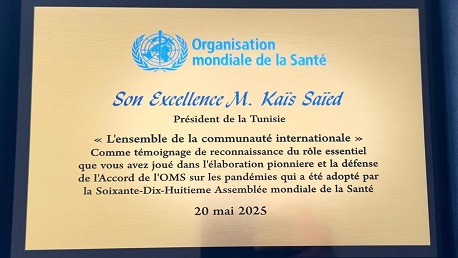 Organisation
mondiale de la Santé
Son Excellence M. Kaïs Saïed
Président de la Tunisie
« L'ensemble de la communauté internationale »
Comme témoignage de reconnaissance du rôle essentiel
que vous avez joué dans l'élaboration pionniere et la défense
de l'Accord de l'OMS sur les pandémies qui a été adopté par
la Soixante-Dix-Huitieme Assemblée mondiale de la Santé
20 mai 2025